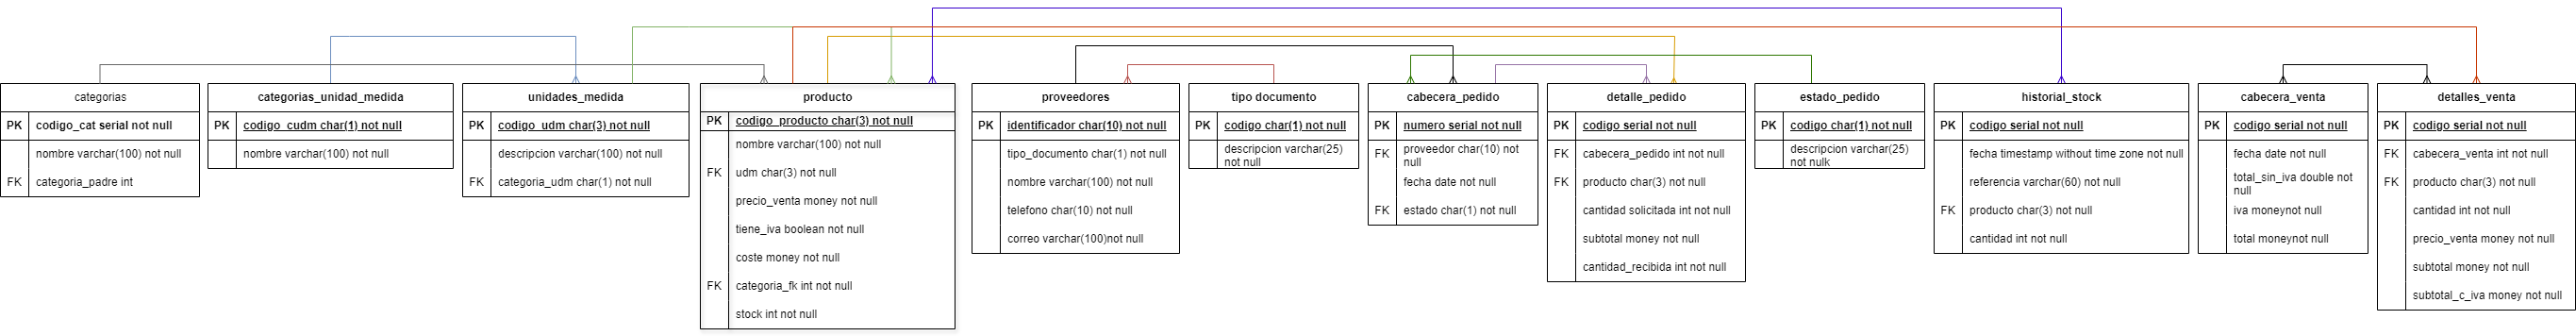 categorias
PK codigo_cat serial not null
nombre varchar(100) not null
FK categoria_padre int
categorias_unidad_medida
PK codigo_cudm char(1) not null
nombre varchar(100) not null
unidades_medida
PK codigo_udm char(3) not null
descripcion varchar(100) not null
FK categoria_udm char(1) not null
producto
PK codigo_producto char(3) not null
nombre varchar(100) not null
FK udm char(3) not null
precio_venta money not null
tiene_iva boolean not null
coste money not null
FK categoria_fk int not null
stock int not null
proveedores
PK identificador char(10) not null
tipo_documento char(1) not null
nombre varchar(100) not null
telefono char(10) not null
correo varchar(100)not null
tipo documento
PK codigo char(1) not null
descripcion varchar(25)
not null
cabecera_pedido
PK numero serial not null
FK proveedor char(10) not
null
fecha date not null
FK estado char(1) not null
detalle_pedido
PK codigo serial not null
FK cabecera_pedido int not null
FK producto char(3) not null
cantidad solicitada int not null
subtotal money not null
cantidad_recibida int not null
estado_pedido
PK codigo char(1) not null
descripcion varchar(25)
not nulk
historial_stock
PK codigo serial not null
fecha timestamp without time zone not null
referencia varchar(60) not null
FK producto char(3) not null
cantidad int not null
cabecera_venta
PK codigo serial not null
fecha date not null
total_sin_iva double not
null
iva moneynot null
total moneynot null
detalles_venta
PK codigo serial not null
FK cabecera_venta int not null
FK producto char(3) not null
cantidad int not null
precio_venta money not null
subtotal money not null
subtotal_c_iva money not null